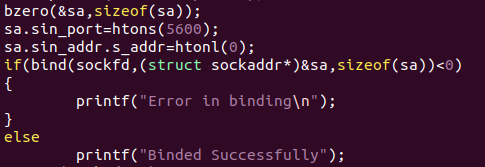 bzero(&sa,sizeof(sa));
sa.sin_port=htons(5600);
sa.sin_addr.s_addr=htonl(0);
if(bind(sockfd,(struct sockaddr*)&sa,sizeof(sa))<0)
{
        printf("Error in binding\n");
}
else
        printf("Binded Successfully");